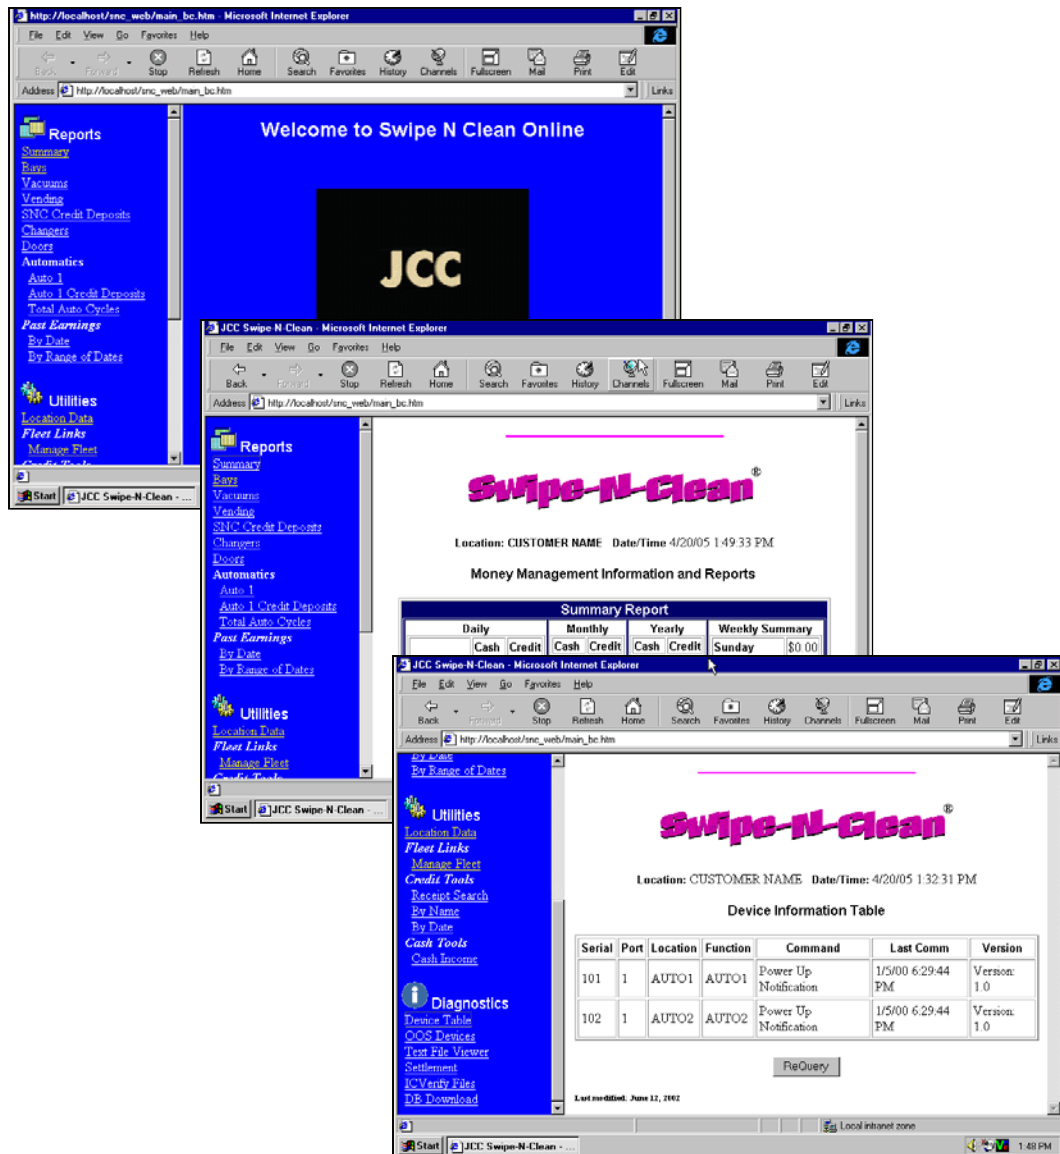 http://localhost/snc_web/main_bc.htm - Microsoft Internet Explorer
File Edit View Go Favorites Help
Back Forward Stop Refresh Home Search Favorites History Channels Fullscreen Mail Print Edit
Address http://localhost/snc_web/main_bc.htm Links
Reports
Summary
Bays
Vacuums
Vending
SNC Credit Deposits
Changers
Doors
Automatics
Auto 1
Auto 1 Credit Deposits
Total Auto Cycles
Past Earnings
By Date
By Range of Dates
Utilities
Location Data
Fleet Links
Manage Fleet
Credit Tools
Welcome to Swipe N Clean Online
JCC
Start JCC Swipe-N-Clean - ...
JCC Swipe-N-Clean - Microsoft Internet Explorer
File Edit View Go Favorites Help
Back Forward Stop Refresh Home Search Favorites History Channels Fullscreen Mail Print Edit
Address http://localhost/snc_web/main_bc.htm Links
Reports
Summary
Bays
Vacuums
Vending
SNC Credit Deposits
Changers
Doors
Automatics
Auto 1
Auto 1 Credit Deposits
Total Auto Cycles
Past Earnings
By Date
By Range of Dates
Utilities
Location Data
Fleet Links
Manage Fleet
Credit Tools
Swipe-N-Clean®
Location: CUSTOMER NAME Date/Time 4/20/05 1:49:33 PM
Money Management Information and Reports
Summary Report
Daily Monthly Yearly Weekly Summary
Cash Credit Cash Credit Cash Credit Sunday $0.00
Start JCC Swipe-N-Clean - ...
JCC Swipe-N-Clean - Microsoft Internet Explorer
File Edit View Go Favorites Help
Back Forward Stop Refresh Home Search Favorites History Channels Fullscreen Mail Print Edit
Address http://localhost/snc_web/main_bc.htm Links
By Date
By Range of Dates
Utilities
Location Data
Fleet Links
Manage Fleet
Credit Tools
Receipt Search
By Name
By Date
Cash Tools
Cash Income
Diagnostics
Device Table
OOS Devices
Text File Viewer
Settlement
ICVerify Files
DB Download
Swipe-N-Clean®
Location: CUSTOMER NAME Date/Time: 4/20/05 1:32:31 PM
Device Information Table
Serial Port Location Function Command Last Comm Version
101 1 AUTO1 AUTO1 Power Up Notification 1/5/00 6:29:44 PM Version: 1.0
102 1 AUTO2 AUTO2 Power Up Notification 1/5/00 6:29:44 PM Version: 1.0
ReQuery
Last modified: June 12, 2002
Local intranet zone
Start JCC Swipe-N-Clean - ... 1:48 PM